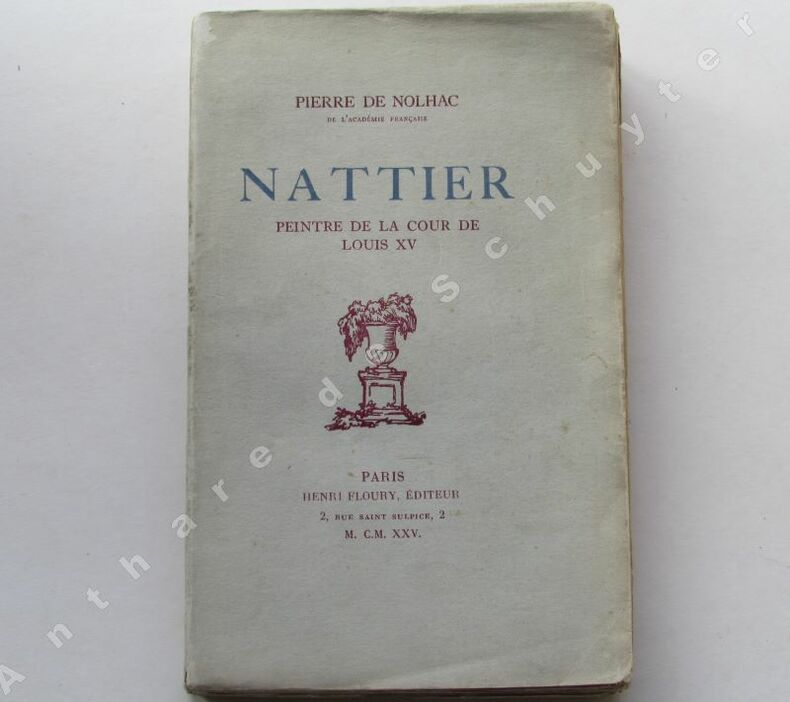 PIERRE DE NOLHAC
DE L'ACADÉMIE FRANÇAISE
NATTIER
PEINTRE DE LA COUR DE
LOUIS XV
PARIS
HENRI FLOURY, ÉDITEUR
2, RUE SAINT SULPICE, 2
M. C.M. XXV.
Anthare de Schuyter